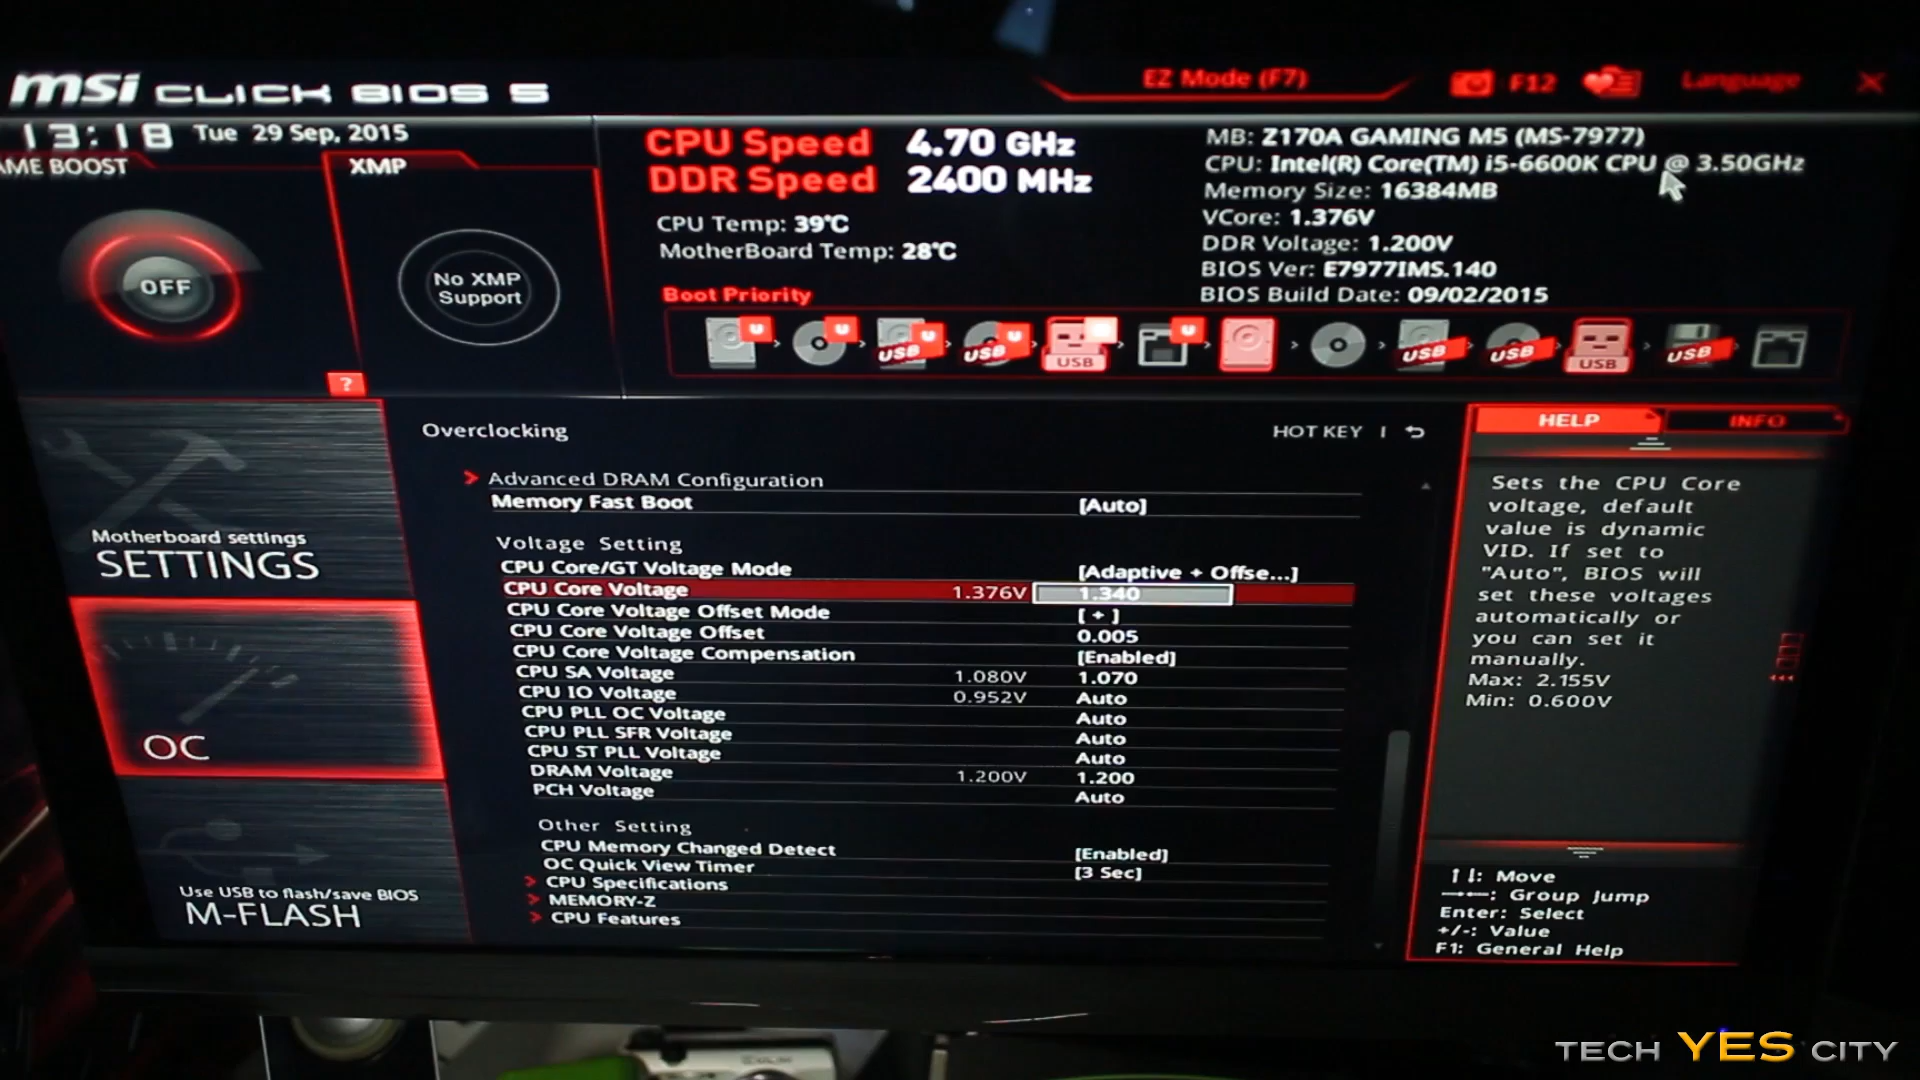 msi CLICK BIOS 5
EZ Mode (F7)
F12
Language
X
13:18 Tue 29 Sep, 2015
AME BOOST
XMP
OFF
No XMP
Support
?
CPU Speed 4.70 GHz
DDR Speed 2400 MHz
CPU Temp: 39°C
MotherBoard Temp: 28°C
MB: Z170A GAMING M5 (MS-7977)
CPU: Intel(R) Core(TM) i5-6600K CPU @ 3.50GHz
Memory Size: 16384MB
VCore: 1.376V
DDR Voltage: 1.200V
BIOS Ver: E7977IMS.140
BIOS Build Date: 09/02/2015
Boot Priority
U U U U U
USB USB USB USB USB USB USB
Motherboard settings
SETTINGS
OC
Use USB to flash/save BIOS
M-FLASH
Overclocking
HOT KEY |
Advanced DRAM Configuration
Memory Fast Boot [Auto]
Voltage Setting
CPU Core/GT Voltage Mode [Adaptive + Offse...]
CPU Core Voltage 1.376V 1.340
CPU Core Voltage Offset Mode [ + ]
CPU Core Voltage Offset 0.005
CPU Core Voltage Compensation [Enabled]
CPU SA Voltage 1.080V 1.070
CPU IO Voltage 0.952V Auto
CPU PLL OC Voltage Auto
CPU PLL SFR Voltage Auto
CPU ST PLL Voltage Auto
DRAM Voltage 1.200V 1.200
PCH Voltage Auto
Other Setting
CPU Memory Changed Detect [Enabled]
OC Quick View Timer [3 Sec]
CPU Specifications
MEMORY-Z
CPU Features
HELP
INFO
Sets the CPU Core
voltage, default
value is dynamic
VID. If set to
"Auto", BIOS will
set these voltages
automatically or
you can set it
manually.
Max: 2.155V
Min: 0.600V
↑↓: Move
→←: Group Jump
Enter: Select
+/-: Value
F1: General Help
TECH YES CITY